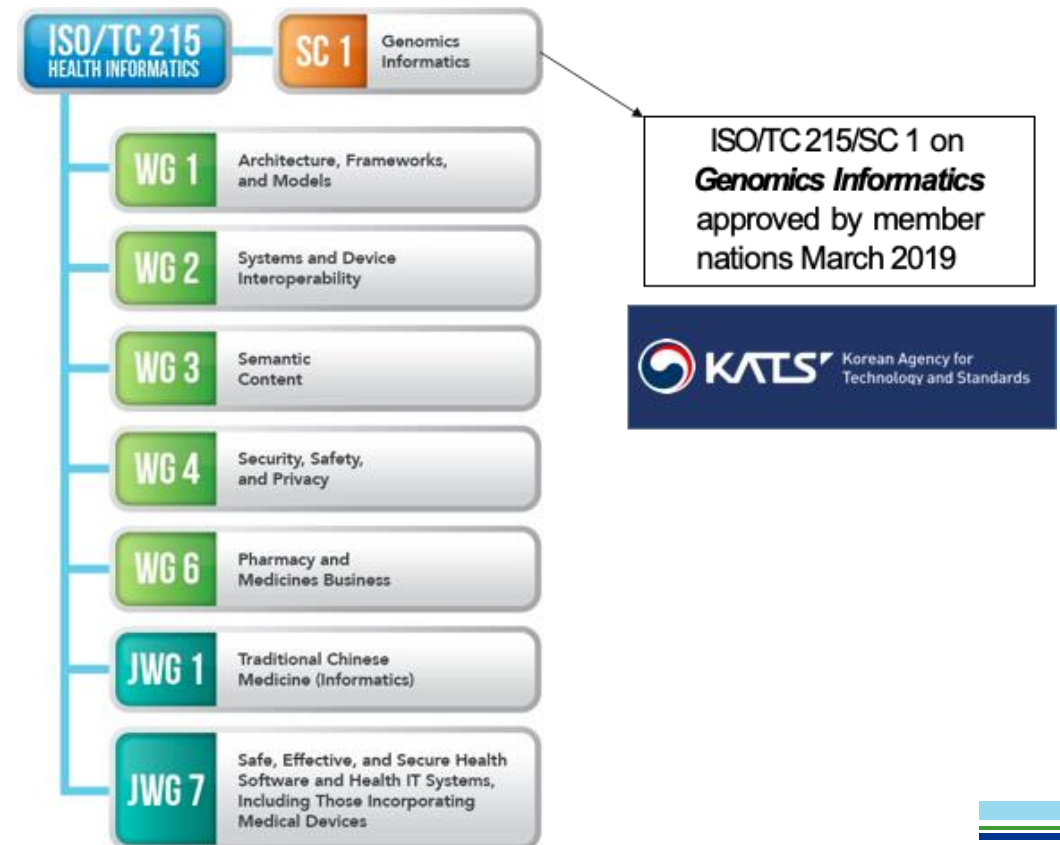 ISO/TC 215
HEALTH INFORMATICS
SC 1
Genomics
Informatics
ISO/TC 215/SC 1 on
Genomics Informatics
approved by member
nations March 2019
KATS
Korean Agency for
Technology and Standards
WG 1
Architecture, Frameworks,
and Models
WG 2
Systems and Device
Interoperability
WG 3
Semantic
Content
WG 4
Security, Safety,
and Privacy
WG 6
Pharmacy and
Medicines Business
JWG 1
Traditional Chinese
Medicine (Informatics)
JWG 7
Safe, Effective, and Secure Health
Software and Health IT Systems,
Including Those Incorporating
Medical Devices